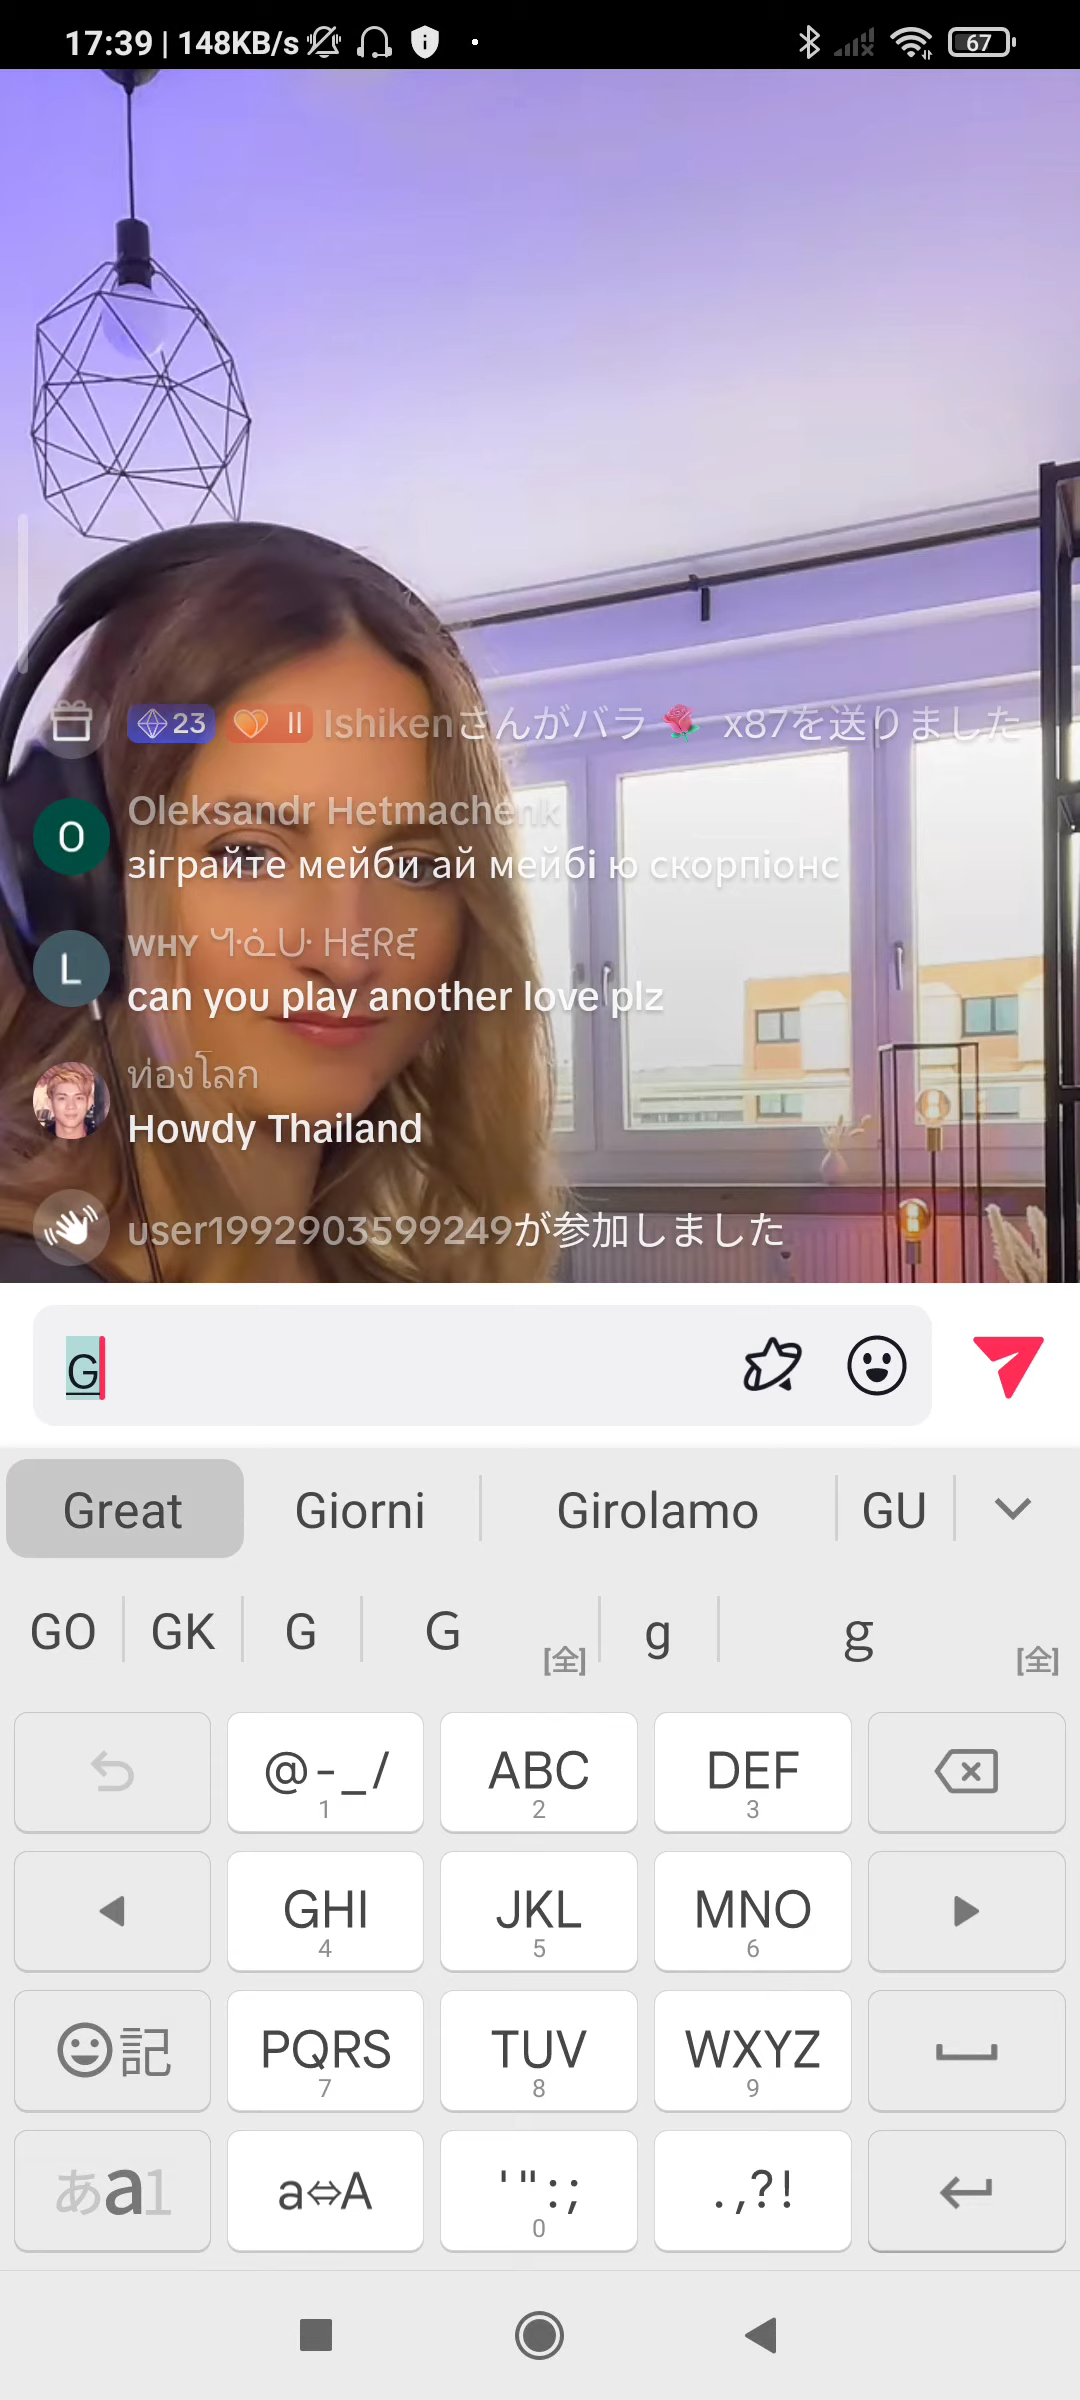 17:39 | 148KB/s
67
23 II Ishikenさんがバラ x87を送りました
O
Oleksandr Hetmachenk
зіграйте мейби ай мейбі ю скорпіонс
L
can you play another love plz
ท่องโลก
Howdy Thailand
user1992903599249が参加しました
G
Great Giorni Girolamo GU
GO GK G G [全] g g [全]
@-_/ ABC DEF
1 2 3
GHI JKL MNO
4 5 6
記 PQRS TUV WXYZ
7 8 9
あa1 a⇔A '":; .,?!
0